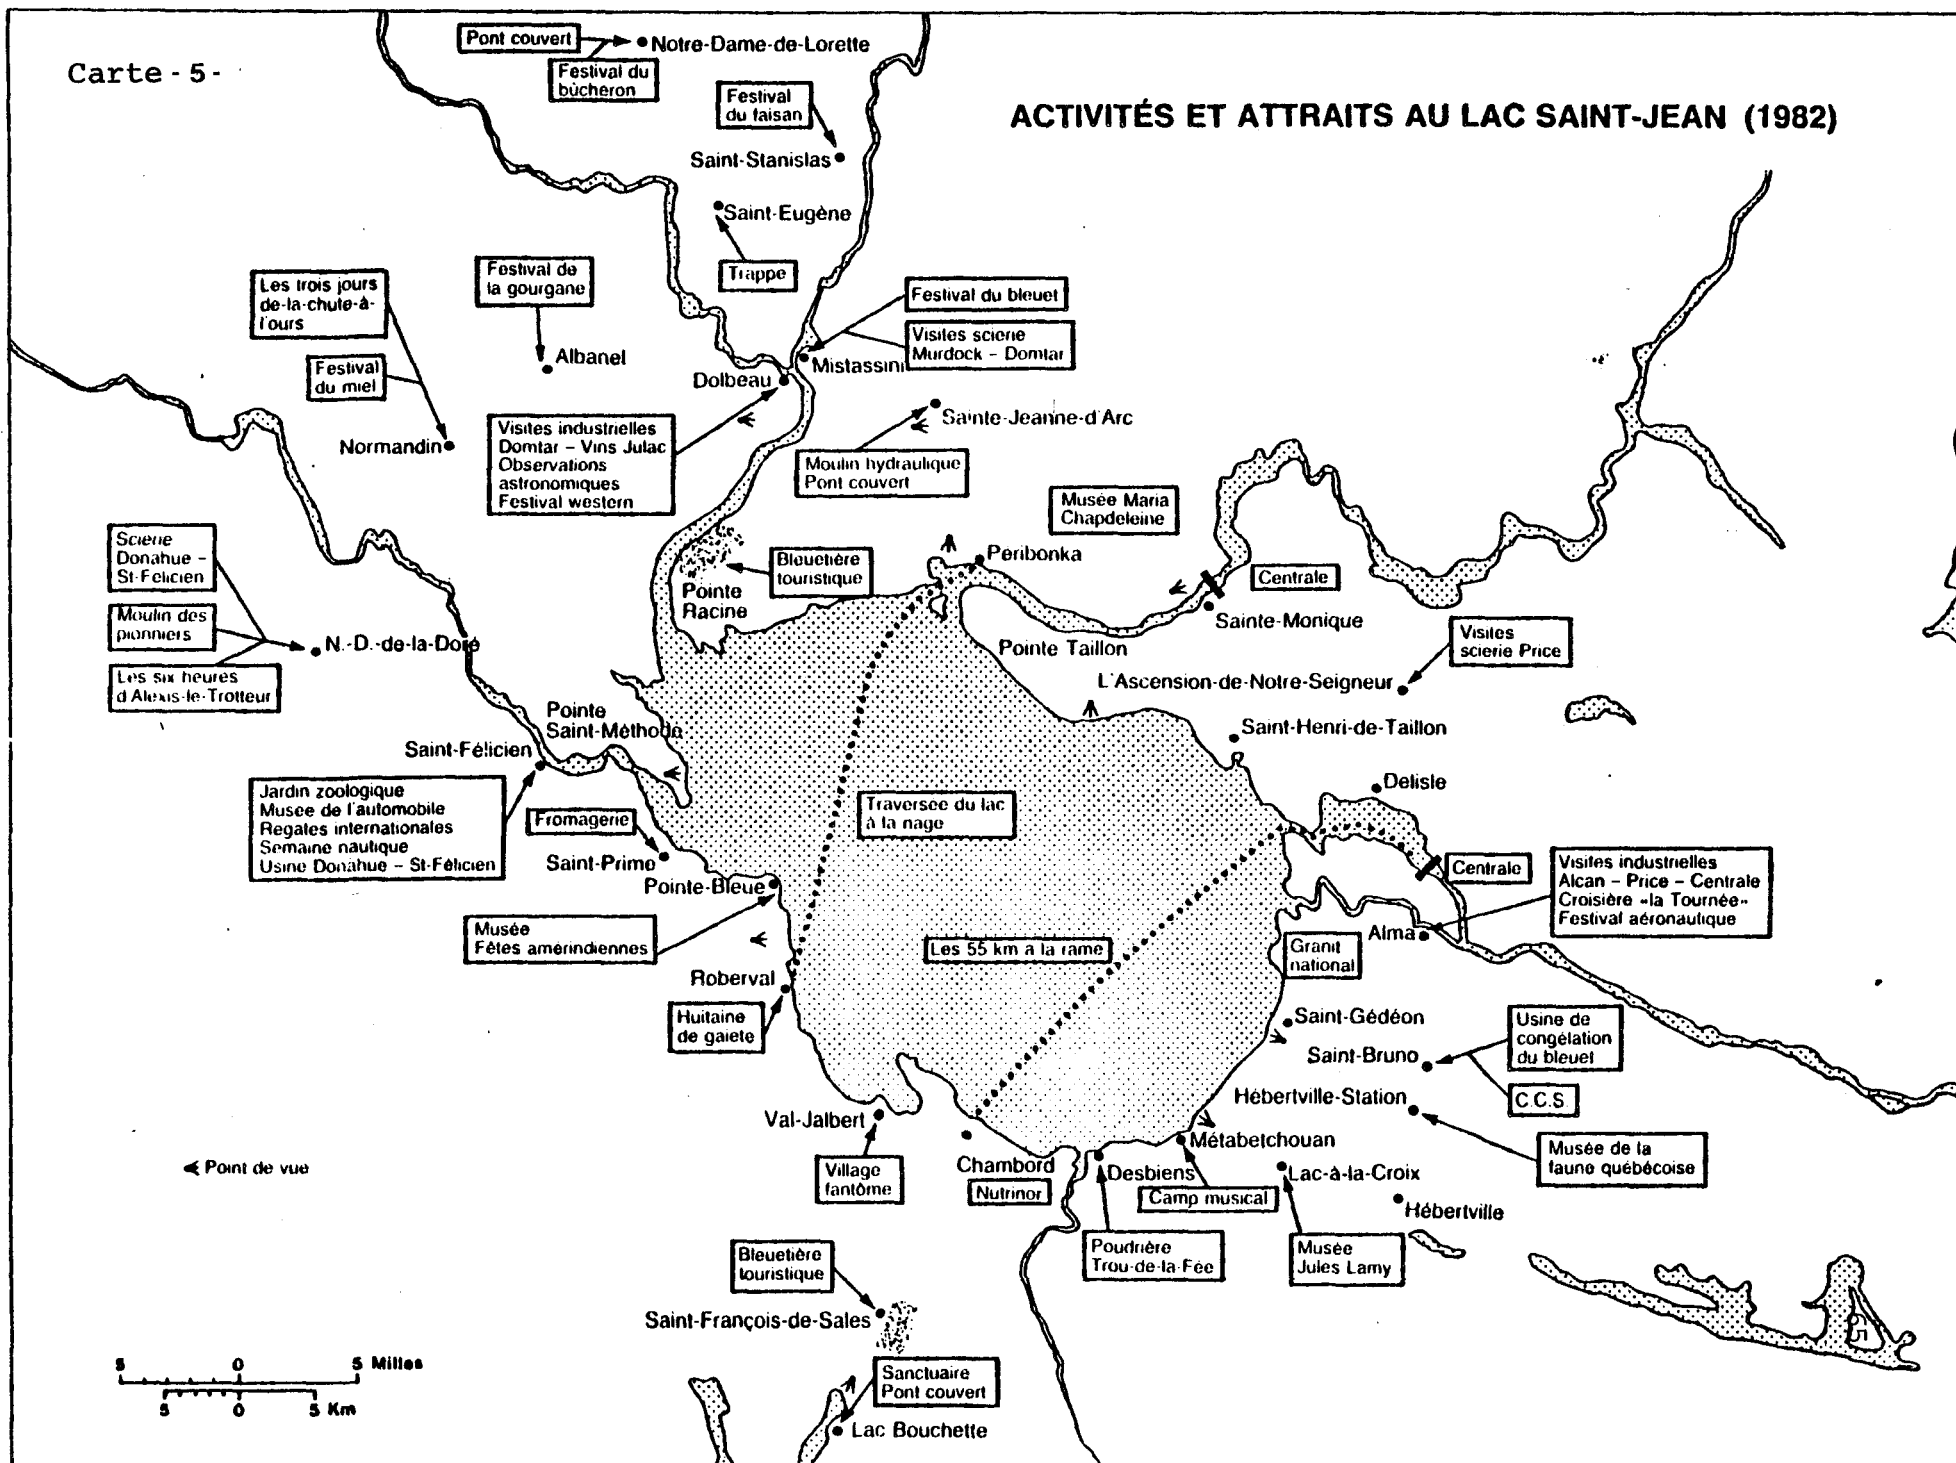 Carte - 5 -
ACTIVITÉS ET ATTRAITS AU LAC SAINT-JEAN (1982)
Pont couvert
Notre-Dame-de-Lorette
Festival du
bûcheron
Festival
du faisan
Saint-Stanislas
Saint-Eugène
Trappe
Les trois jours
de-la-chute-à-
l'ours
Festival de
la gourgane
Festival du bleuet
Visites scierie
Murdock - Domtar
Albanel
Mistassini
Dolbeau
Festival
du miel
Normandin
Sainte-Jeanne-d'Arc
Visites industrielles
Domtar - Vins Julac
Observations
astronomiques
Festival western
Moulin hydraulique
Pont couvert
Musée Maria
Chapdeleine
Scierie
Donahue -
St-Félicien
Moulin des
pionniers
Les six heures
d'Alexis-le-Trotteur
N.-D.-de-la-Doré
Bleuetière
touristique
Pointe
Racine
Péribonka
Centrale
Sainte-Monique
Pointe Taillon
Visites
scierie Price
L'Ascension-de-Notre-Seigneur
Pointe
Saint-Méthode
Saint-Henri-de-Taillon
Saint-Félicien
Delisle
Jardin zoologique
Musée de l'automobile
Régates internationales
Semaine nautique
Usine Donahue - St-Félicien
Fromagerie
Saint-Prime
Traversée du lac
à la nage
Pointe-Bleue
Centrale
Visites industrielles
Alcan - Price - Centrale
Croisière «la Tournée»
Festival aéronautique
Musée
Fêtes amérindiennes
Les 55 km à la rame
Alma
Granit
national
Roberval
Huitaine
de gaieté
Saint-Gédéon
Saint-Bruno
Usine de
congélation
du bleuet
C.C.S.
Hébertville-Station
Val-Jalbert
Métabetchouan
Musée de la
faune québécoise
Point de vue
Village
fantôme
Chambord
Nutrinor
Desbiens
Camp musical
Lac-à-la-Croix
Hébertville
Poudrière
Trou-de-la-Fée
Musée
Jules Lamy
Bleuetière
touristique
Saint-François-de-Sales
Sanctuaire
Pont couvert
Lac Bouchette
5 0 5 Milles
5 0 5 Km
65